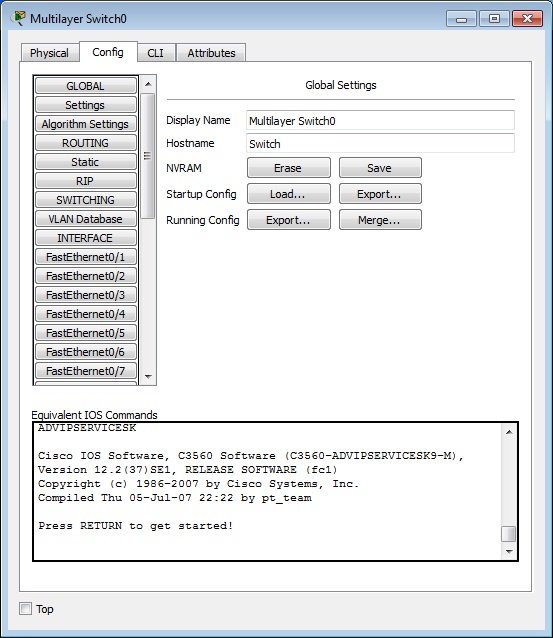 Multilayer Switch0
Physical Config CLI Attributes
GLOBAL
Settings
Algorithm Settings
ROUTING
Static
RIP
SWITCHING
VLAN Database
INTERFACE
FastEthernet0/1
FastEthernet0/2
FastEthernet0/3
FastEthernet0/4
FastEthernet0/5
FastEthernet0/6
FastEthernet0/7
Global Settings
Display Name Multilayer Switch0
Hostname Switch
NVRAM Erase Save
Startup Config Load... Export...
Running Config Export... Merge...
Equivalent IOS Commands
ADVIPSERVICESK
Cisco IOS Software, C3560 Software (C3560-ADVIPSERVICESK9-M),
Version 12.2(37)SE1, RELEASE SOFTWARE (fc1)
Copyright (c) 1986-2007 by Cisco Systems, Inc.
Compiled Thu 05-Jul-07 22:22 by pt_team
Press RETURN to get started!
Top